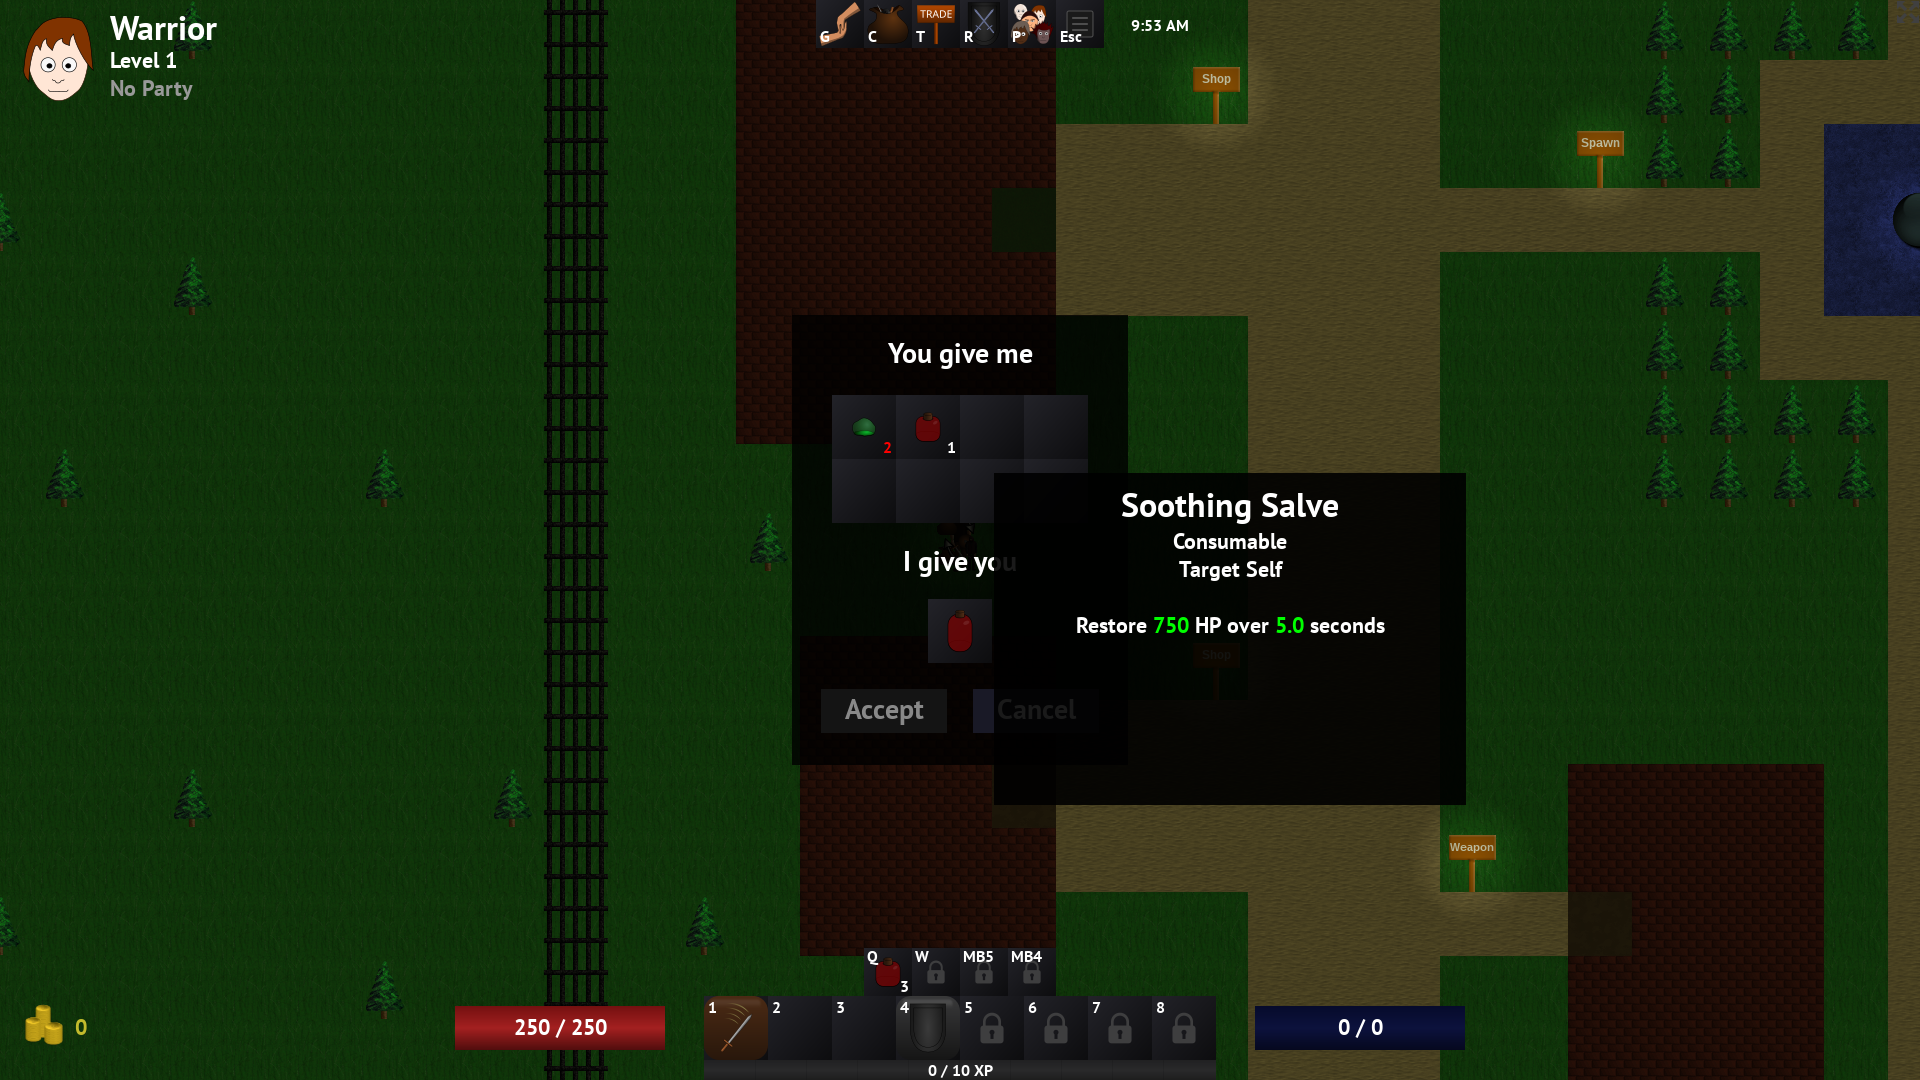 Warrior
Level 1
No Party
TRADE
G
C
T
R
P
Esc
9:53 AM
Shop
Spawn
You give me
2
1
I give you
Soothing Salve
Consumable
Target Self
Restore 750 HP over 5.0 seconds
Shop
Accept
Cancel
Weapon
Q
W
MB5
MB4
3
1
2
3
4
5
6
7
8
0
250 / 250
0 / 0
0 / 10 XP